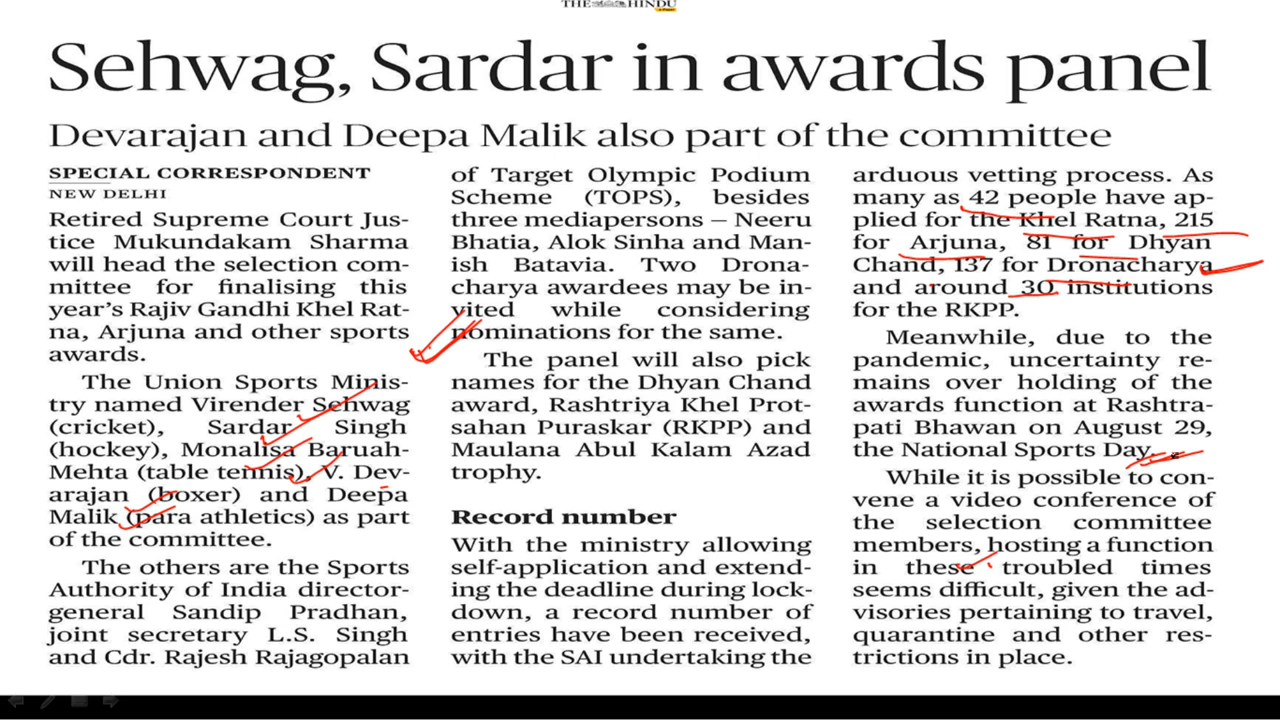 THE HINDU
Sehwag, Sardar in awards panel
Devarajan and Deepa Malik also part of the committee
SPECIAL CORRESPONDENT
NEW DELHI
Retired Supreme Court Jus-
tice Mukundakam Sharma
will head the selection com-
mittee for finalising this
year's Rajiv Gandhi Khel Rat-
na, Arjuna and other sports
awards.
The Union Sports Minis-
try named Virender Sehwag
(cricket), Sardar Singh
(hockey), Monalisa Baruah-
Mehta (table tennis), V. Dev-
arajan (boxer) and Deepa
Malik (para athletics) as part
of the committee.
The others are the Sports
Authority of India director-
general Sandip Pradhan,
joint secretary L.S. Singh
and Cdr. Rajesh Rajagopalan
of Target Olympic Podium
Scheme (TOPS), besides
three mediapersons – Neeru
Bhatia, Alok Sinha and Man-
ish Batavia. Two Drona-
charya awardees may be in-
vited while considering
nominations for the same.
The panel will also pick
names for the Dhyan Chand
award, Rashtriya Khel Prot-
sahan Puraskar (RKPP) and
Maulana Abul Kalam Azad
trophy.
Record number
With the ministry allowing
self-application and extend-
ing the deadline during lock-
down, a record number of
entries have been received,
with the SAI undertaking the
arduous vetting process. As
many as 42 people have ap-
plied for the Khel Ratna, 215
for Arjuna, 81 for Dhyan
Chand, 137 for Dronacharya
and around 30 institutions
for the RKPP.
Meanwhile, due to the
pandemic, uncertainty re-
mains over holding of the
awards function at Rashtra-
pati Bhawan on August 29,
the National Sports Day.
While it is possible to con-
vene a video conference of
the selection committee
members, hosting a function
in these troubled times
seems difficult, given the ad-
visories pertaining to travel,
quarantine and other res-
trictions in place.